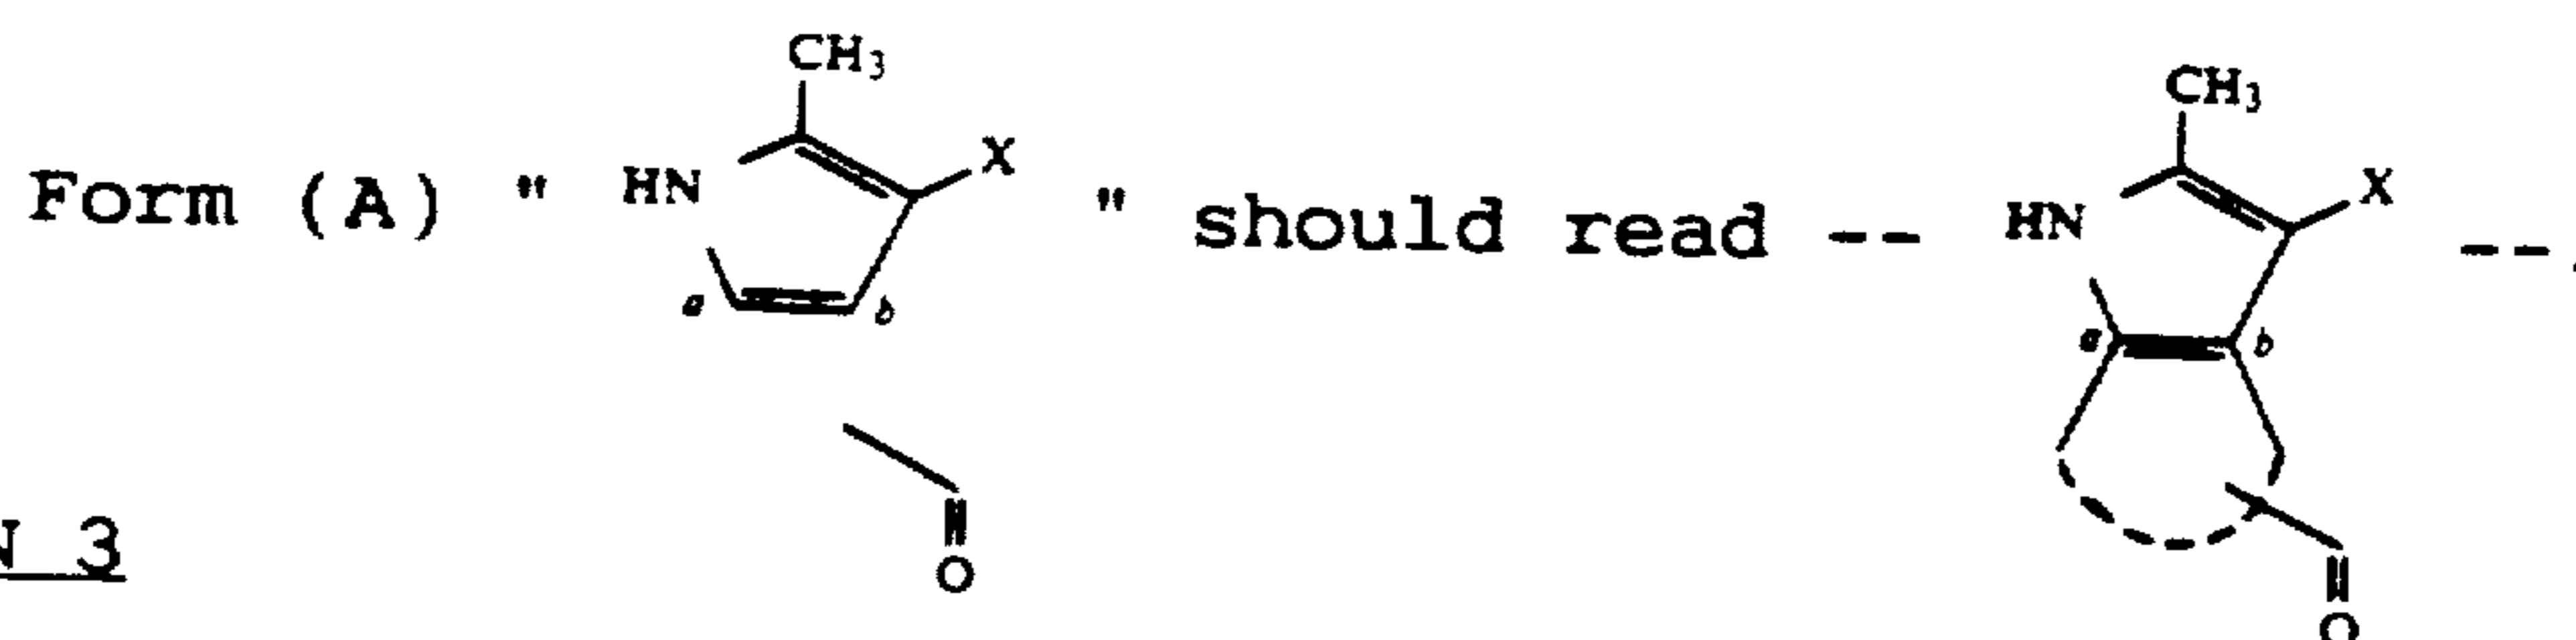 CH₃ CH₃
Form (A) " HN X " should read -- HN X --
a b a b
N 3 O O